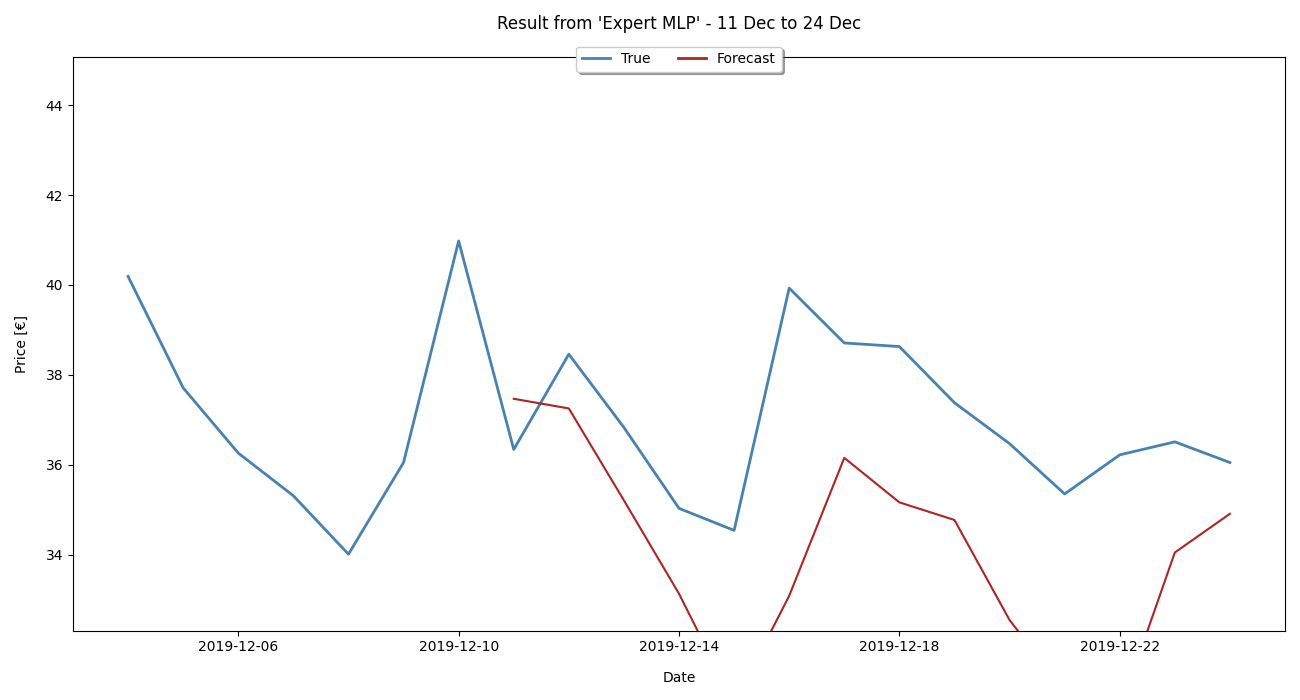 Result from 'Expert MLP' - 11 Dec to 24 Dec
True Forecast
44
42
40
38
36
34
Price [€]
2019-12-06 2019-12-10 2019-12-14 2019-12-18 2019-12-22
Date